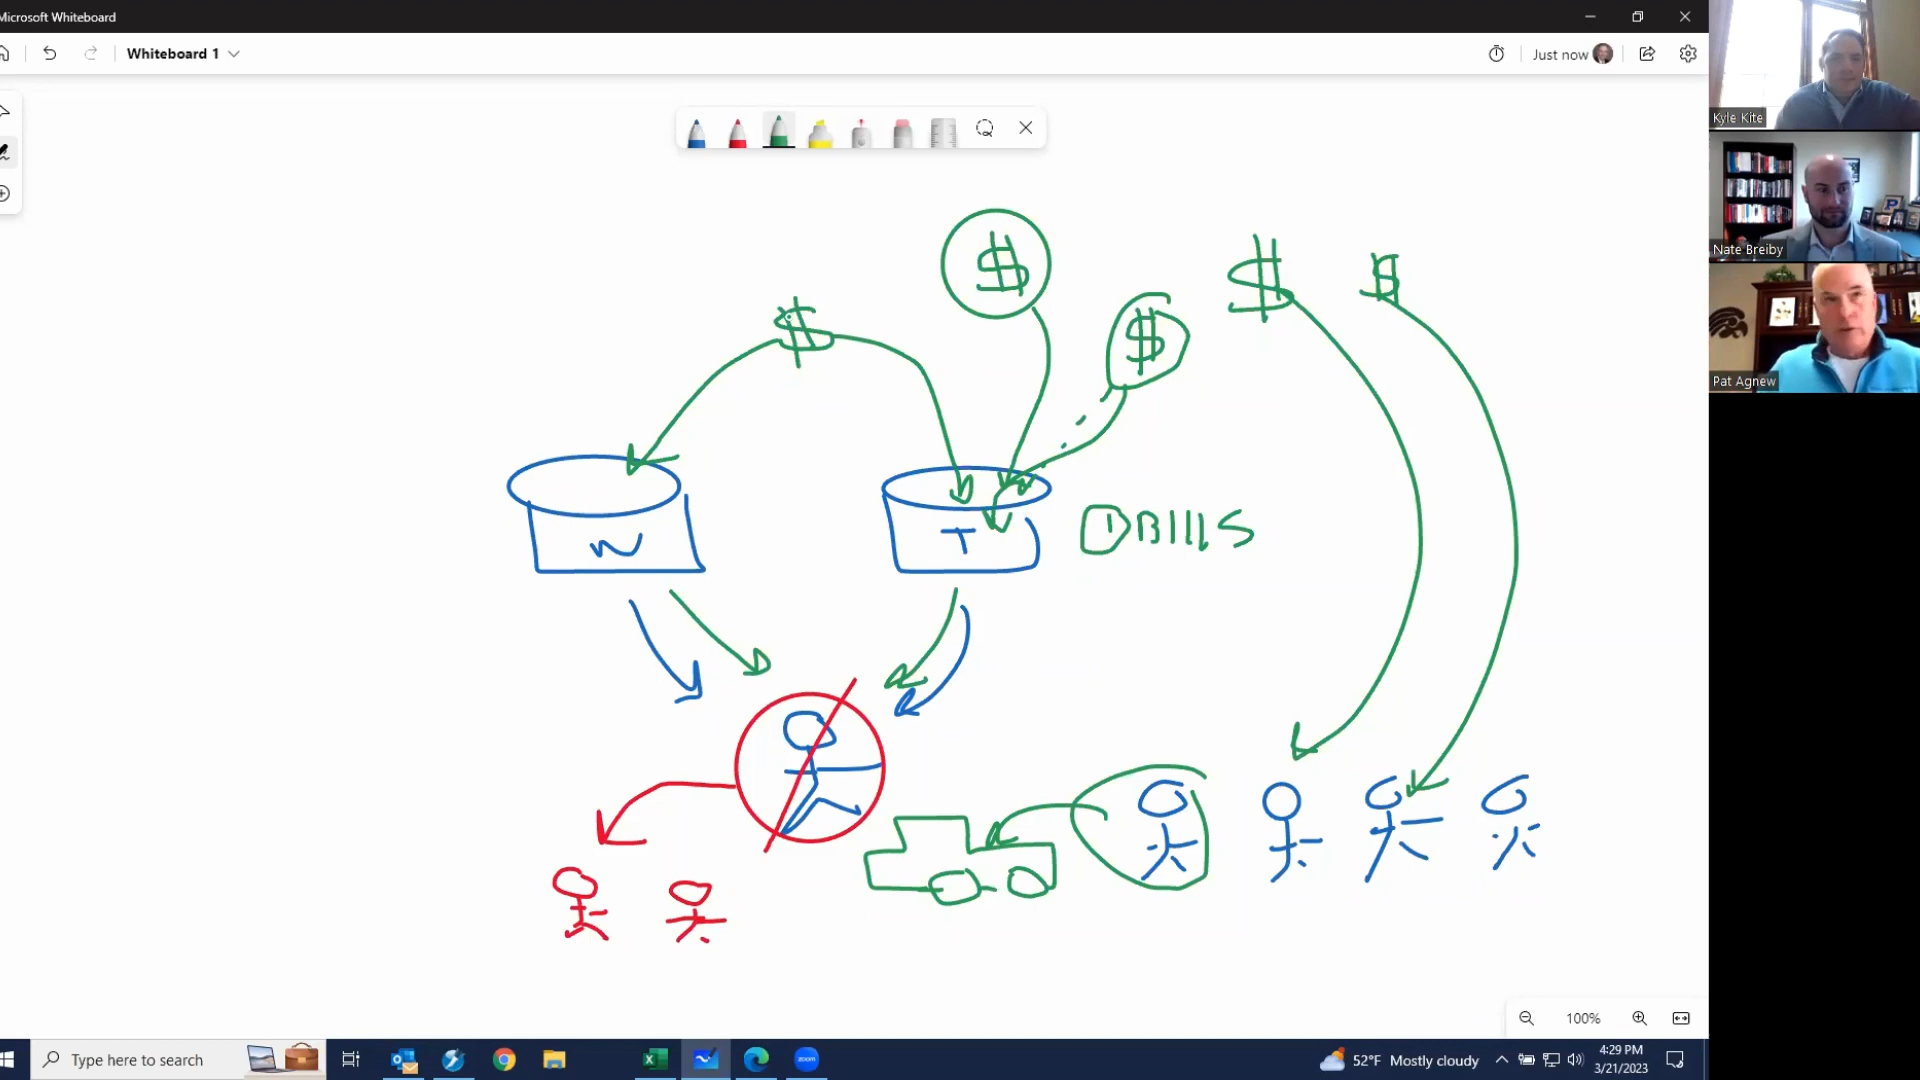 Microsoft Whiteboard
Whiteboard 1
Just now
Kyle Kite
Nate Breiby
Pat Agnew
$
$
$
$
$
W
T
1 BILLS
100%
Type here to search
zoom
52°F Mostly cloudy
4:29 PM
3/21/2023